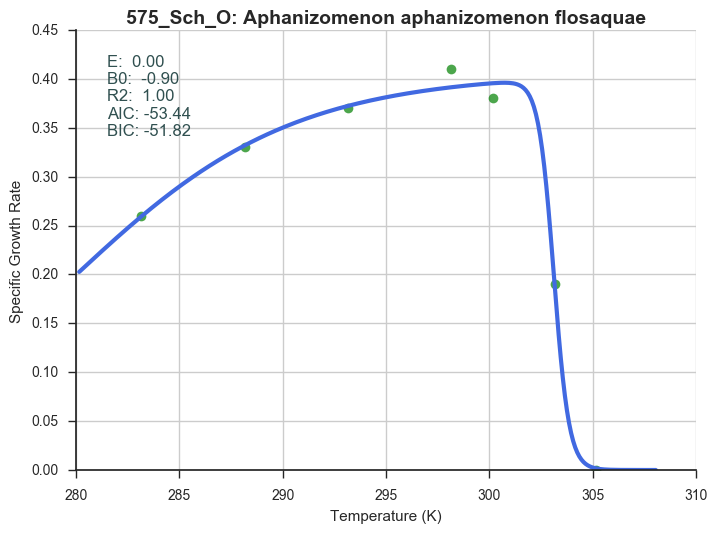 575_Sch_O: Aphanizomenon aphanizomenon flosaquae
E: 0.00
B0: -0.90
R2: 1.00
AIC: -53.44
BIC: -51.82
Specific Growth Rate
0.45
0.40
0.35
0.30
0.25
0.20
0.15
0.10
0.05
0.00
280 285 290 295 300 305 310
Temperature (K)